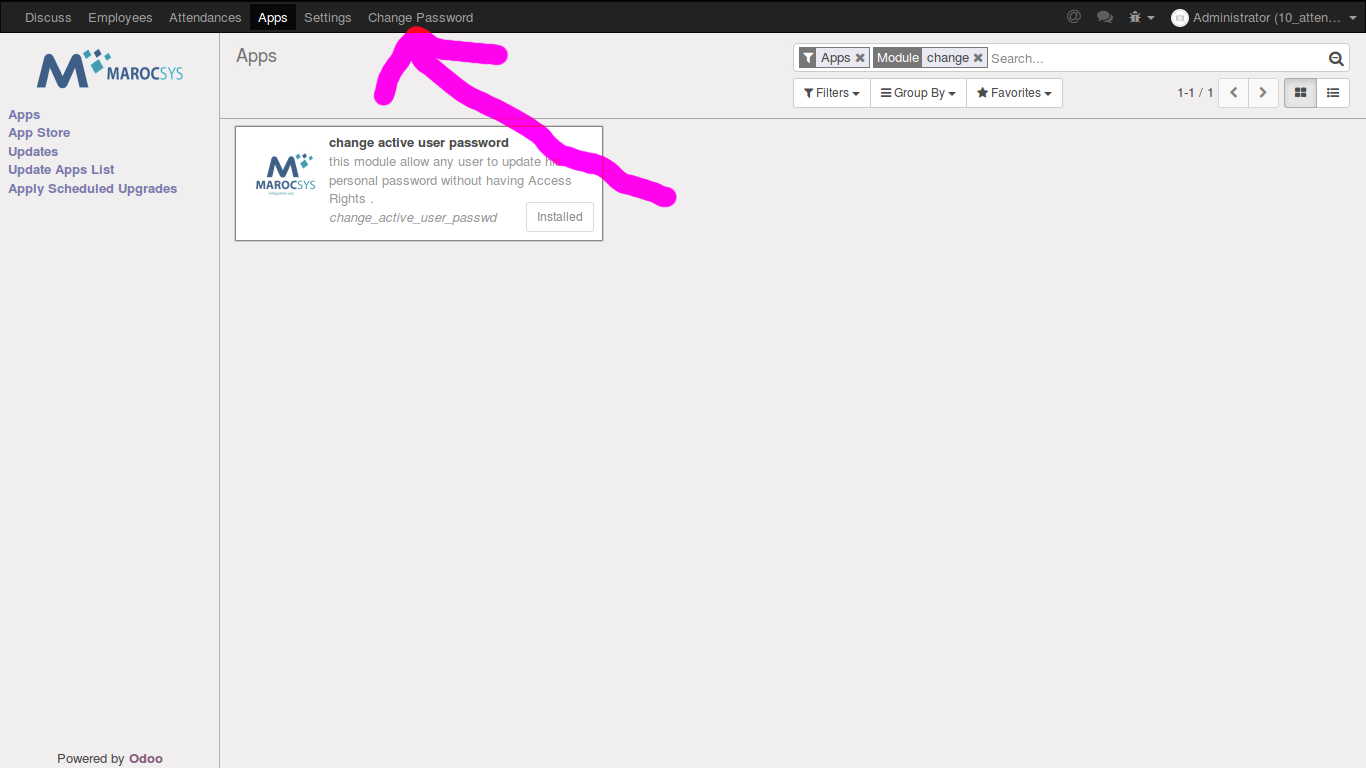 Discuss Employees Attendances Apps Settings Change Password @ Administrator (10_atten...
MAROCSYS
Apps
App Store
Updates
Update Apps List
Apply Scheduled Upgrades
Powered by Odoo
Apps
Apps Module change Search...
Filters Group By Favorites 1-1 / 1
MAROCSYS
change active user password
this module allow any user to update
personal password without having Access
Rights .
change_active_user_passwd
Installed